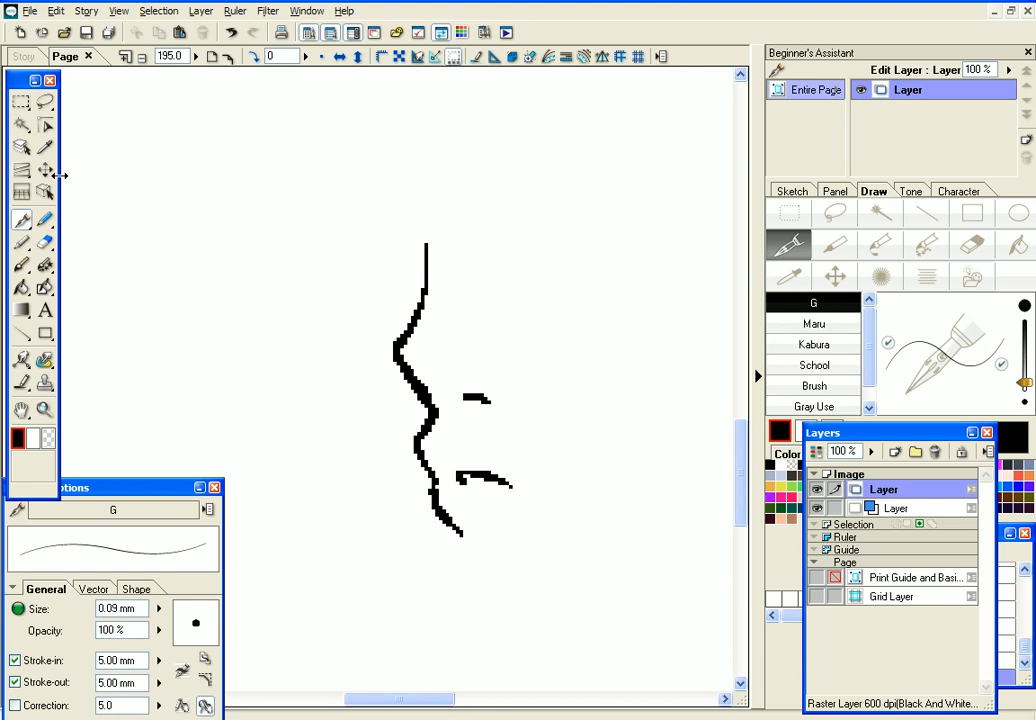 File Edit Story View Selection Layer Ruler Filter Window Help
195.0 0
Story Page
Beginner's Assistant
Edit Layer : Layer 100 %
Entire Page Layer
Sketch Panel Draw Tone Character
G
Maru
Kabura
School
Brush
Gray Use
Layers
100 %
Image
Layer
Layer
Selection
Ruler
Guide
Page
Print Guide and Basi...
Grid Layer
Raster Layer 600 dpi(Black And White...
G
General Vector Shape
Size: 0.09 mm
Opacity: 100 %
Stroke-in: 5.00 mm
Stroke-out: 5.00 mm
Correction: 5.0